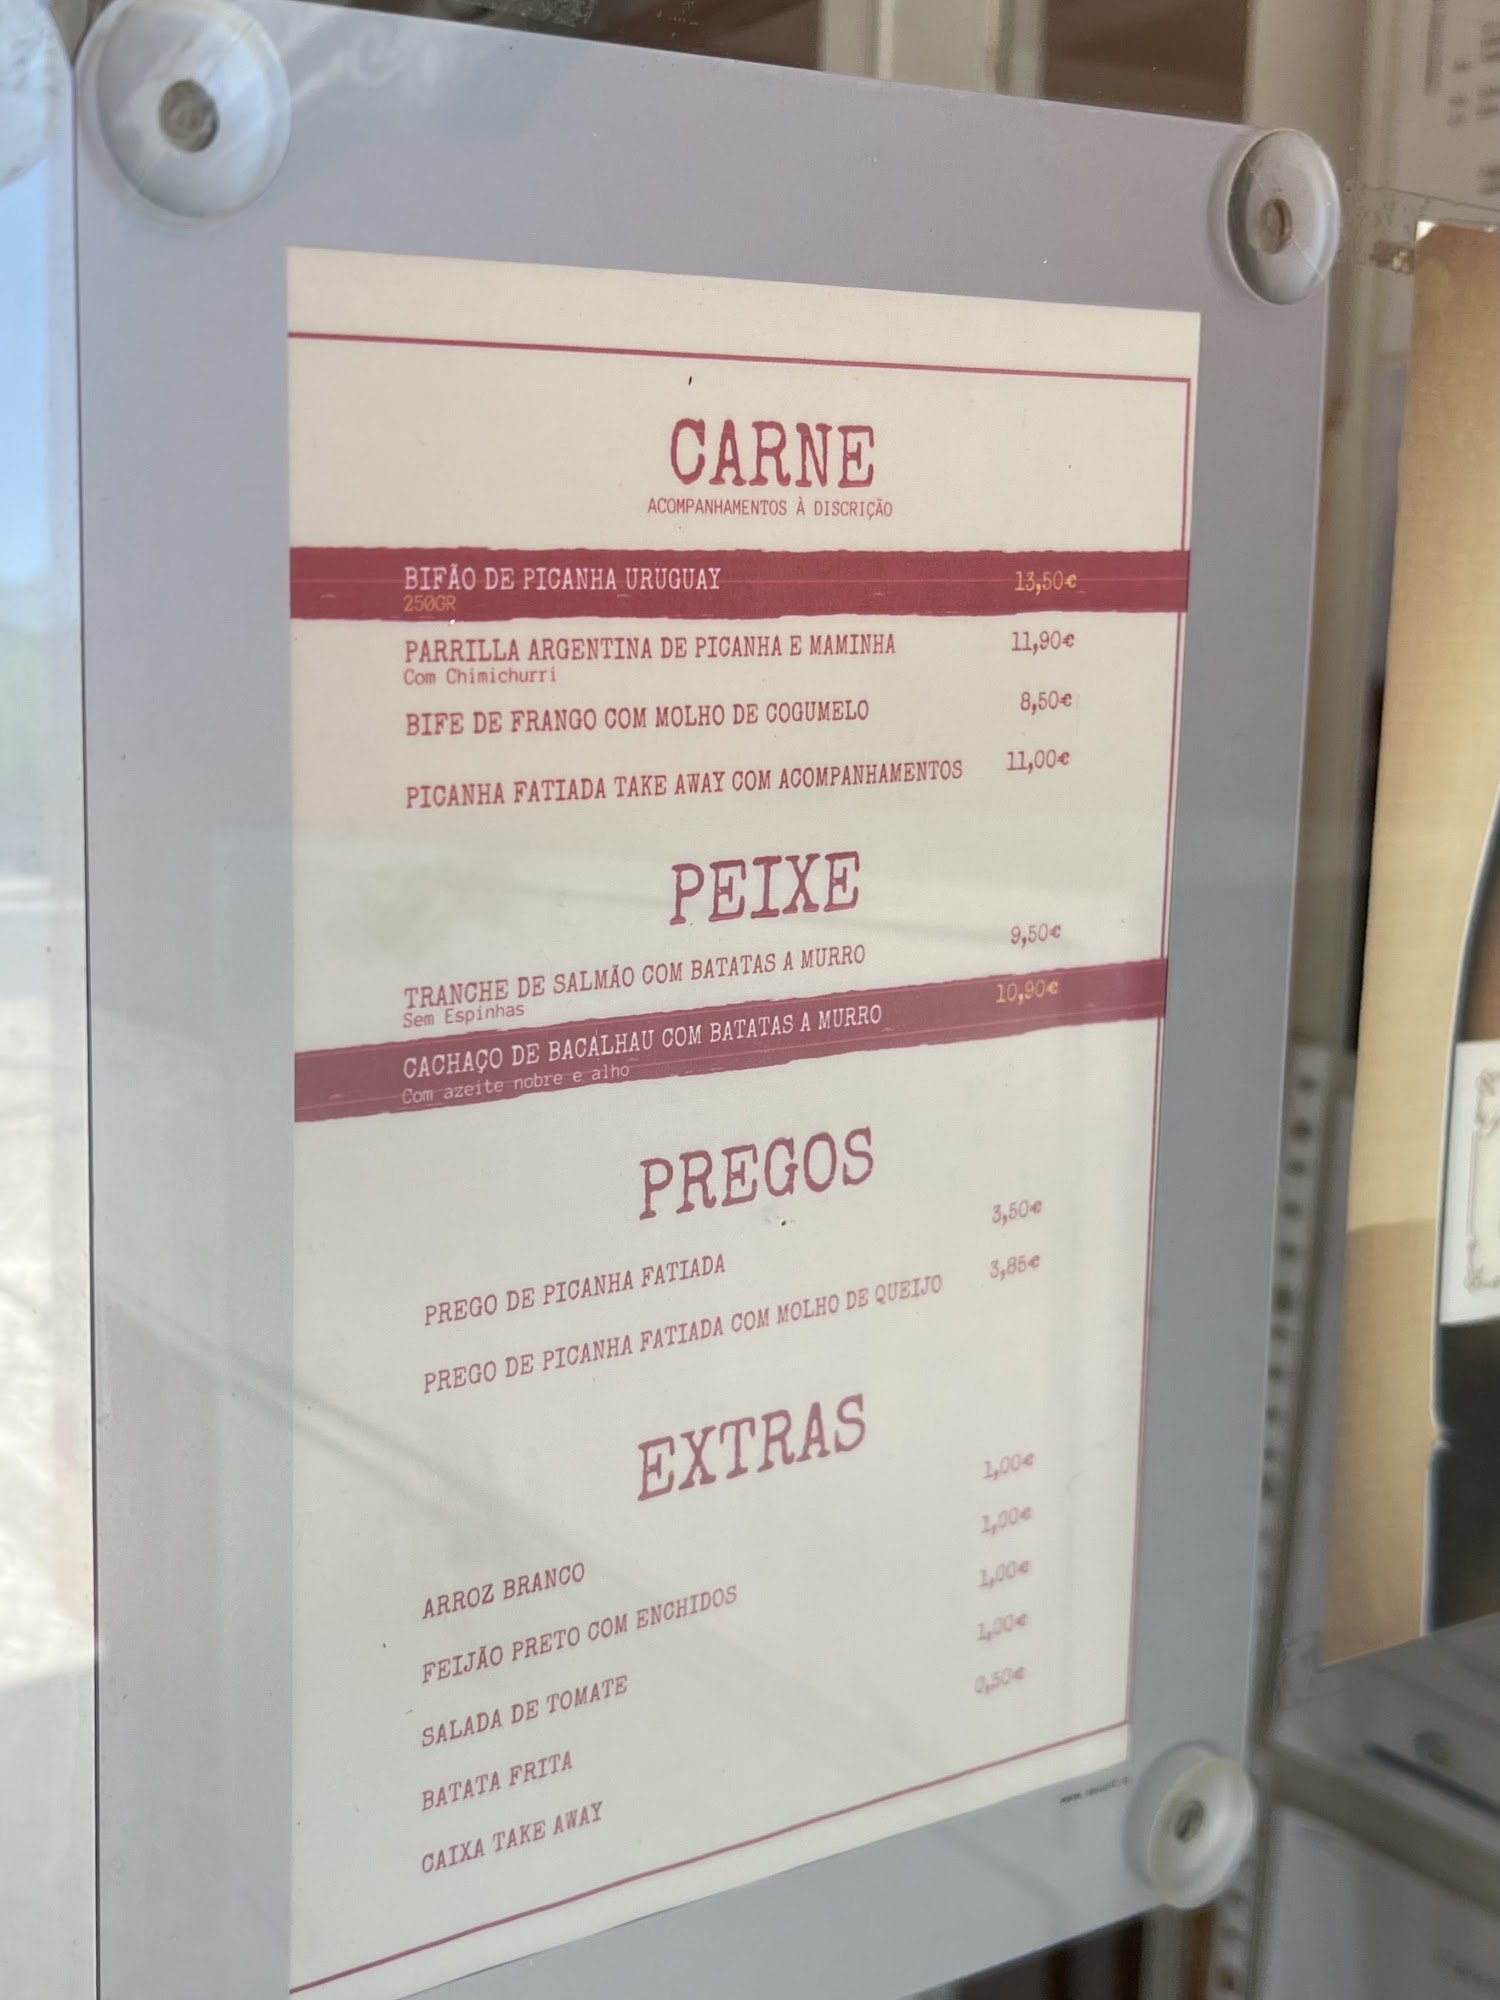 CARNE
ACOMPANHAMENTOS À DISCRIÇÃO
BIFÃO DE PICANHA URUGUAY 13,50€
250GR
PARRILLA ARGENTINA DE PICANHA E MAMINHA 11,90€
Com Chimichurri
BIFE DE FRANGO COM MOLHO DE COGUMELO 8,50€
PICANHA FATIADA TAKE AWAY COM ACOMPANHAMENTOS 11,00€
PEIXE
TRANCHE DE SALMÃO COM BATATAS A MURRO 9,50€
Sem Espinhas
CACHAÇO DE BACALHAU COM BATATAS A MURRO 10,90€
Com azeite nobre e alho
PREGOS
PREGO DE PICANHA FATIADA 3,50€
PREGO DE PICANHA FATIADA COM MOLHO DE QUEIJO 3,85€
EXTRAS
ARROZ BRANCO 1,00€
FEIJÃO PRETO COM ENCHIDOS 1,00€
SALADA DE TOMATE 1,00€
BATATA FRITA 1,00€
CAIXA TAKE AWAY 0,50€